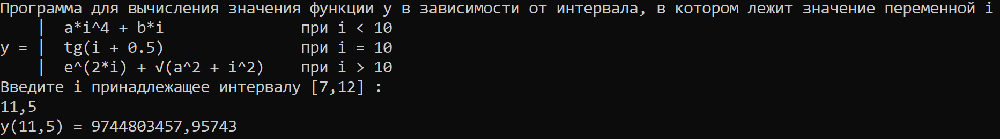 Программа для вычисления значения функции y в зависимости от интервала, в котором лежит значение переменной i
    |  a*i^4 + b*i               при i < 10
y = |  tg(i + 0.5)               при i = 10
    |  e^(2*i) + √(a^2 + i^2)    при i > 10
Введите i принадлежащее интервалу [7,12] :
11,5
y(11,5) = 9744803457,95743